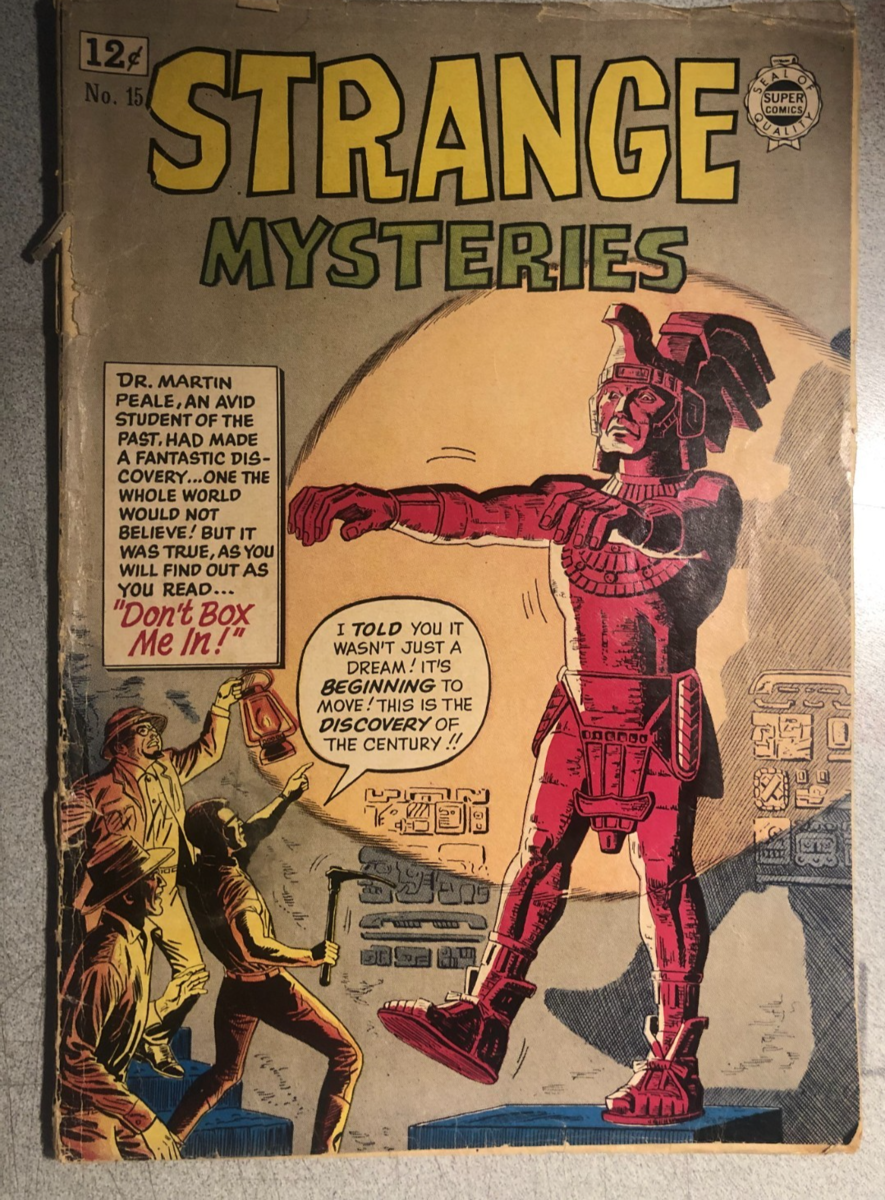 12¢
No. 15
STRANGE
MYSTERIES
SEAL OF
SUPER
COMICS
QUALITY
DR. MARTIN
PEALE, AN AVID
STUDENT OF THE
PAST, HAD MADE
A FANTASTIC DIS-
COVERY...ONE THE
WHOLE WORLD
WOULD NOT
BELIEVE! BUT IT
WAS TRUE, AS YOU
WILL FIND OUT AS
YOU READ...
"DON'T BOX
ME IN!"
I TOLD YOU IT
WASN'T JUST A
DREAM! IT'S
BEGINNING TO
MOVE! THIS IS THE
DISCOVERY OF
THE CENTURY!!